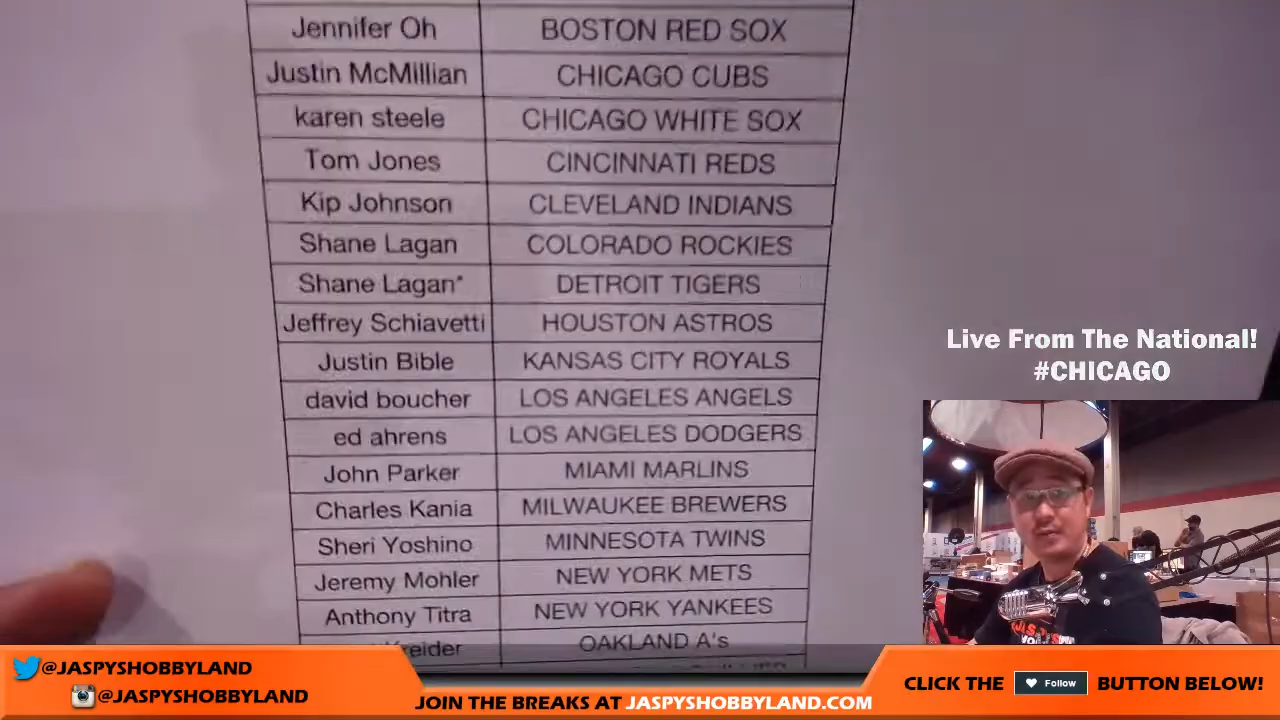 Jennifer Oh BOSTON RED SOX
Justin McMillian CHICAGO CUBS
karen steele CHICAGO WHITE SOX
Tom Jones CINCINNATI REDS
Kip Johnson CLEVELAND INDIANS
Shane Lagan COLORADO ROCKIES
Shane Lagan* DETROIT TIGERS
Jeffrey Schiavetti HOUSTON ASTROS
Justin Bible KANSAS CITY ROYALS
david boucher LOS ANGELES ANGELS
ed ahrens LOS ANGELES DODGERS
John Parker MIAMI MARLINS
Charles Kania MILWAUKEE BREWERS
Sheri Yoshino MINNESOTA TWINS
Jeremy Mohler NEW YORK METS
Anthony Titra NEW YORK YANKEES
Kreider OAKLAND A's
Live From The National!
#CHICAGO
@JASPYSHOBBYLAND
@JASPYSHOBBYLAND
JOIN THE BREAKS AT JASPYSHOBBYLAND.COM
CLICK THE Follow BUTTON BELOW!